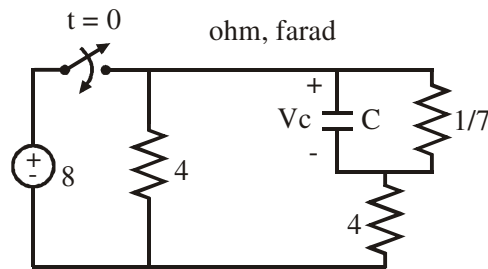 t = 0
ohm, farad
+
Vc
C
1/7
-
+
-
8
4
4